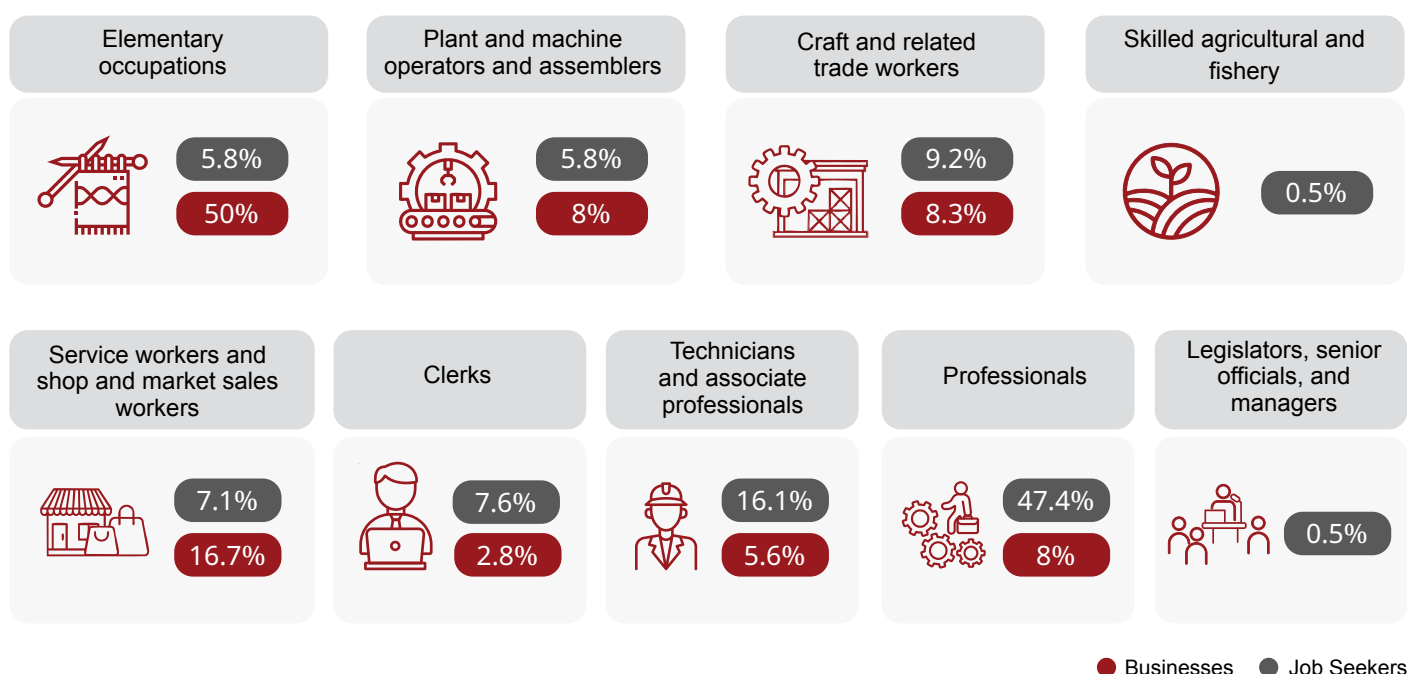 Elementary
occupations
5.8%
50%
Plant and machine
operators and assemblers
5.8%
8%
Craft and related
trade workers
9.2%
8.3%
Skilled agricultural and
fishery
0.5%
Service workers and
shop and market sales
workers
7.1%
16.7%
Clerks
7.6%
2.8%
Technicians
and associate
professionals
16.1%
5.6%
Professionals
47.4%
8%
Legislators, senior
officials, and
managers
0.5%
Businesses
Job Seekers